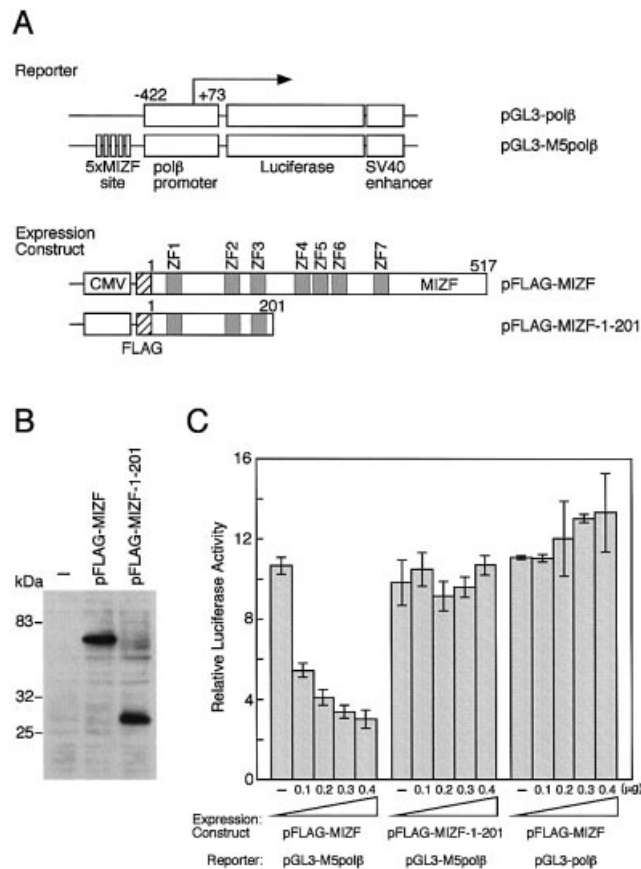 A
Reporter
-422
+73
pGL3-polβ
pGL3-M5polβ
5xMIZF
site
polβ
promoter
Luciferase
SV40
enhancer
Expression
Construct
1
ZF1
ZF2
ZF3
ZF4
ZF5
ZF6
ZF7
517
CMV
MIZF
pFLAG-MIZF
1
201
pFLAG-MIZF-1-201
FLAG
B
–
pFLAG-MIZF
pFLAG-MIZF-1-201
kDa
83–
32–
25–
C
Relative Luciferase Activity
16
12
8
4
0
– 0.1 0.2 0.3 0.4 – 0.1 0.2 0.3 0.4 – 0.1 0.2 0.3 0.4 (μg)
Expression:
Construct
pFLAG-MIZF pFLAG-MIZF-1-201 pFLAG-MIZF
Reporter: pGL3-M5polβ pGL3-M5polβ pGL3-polβ